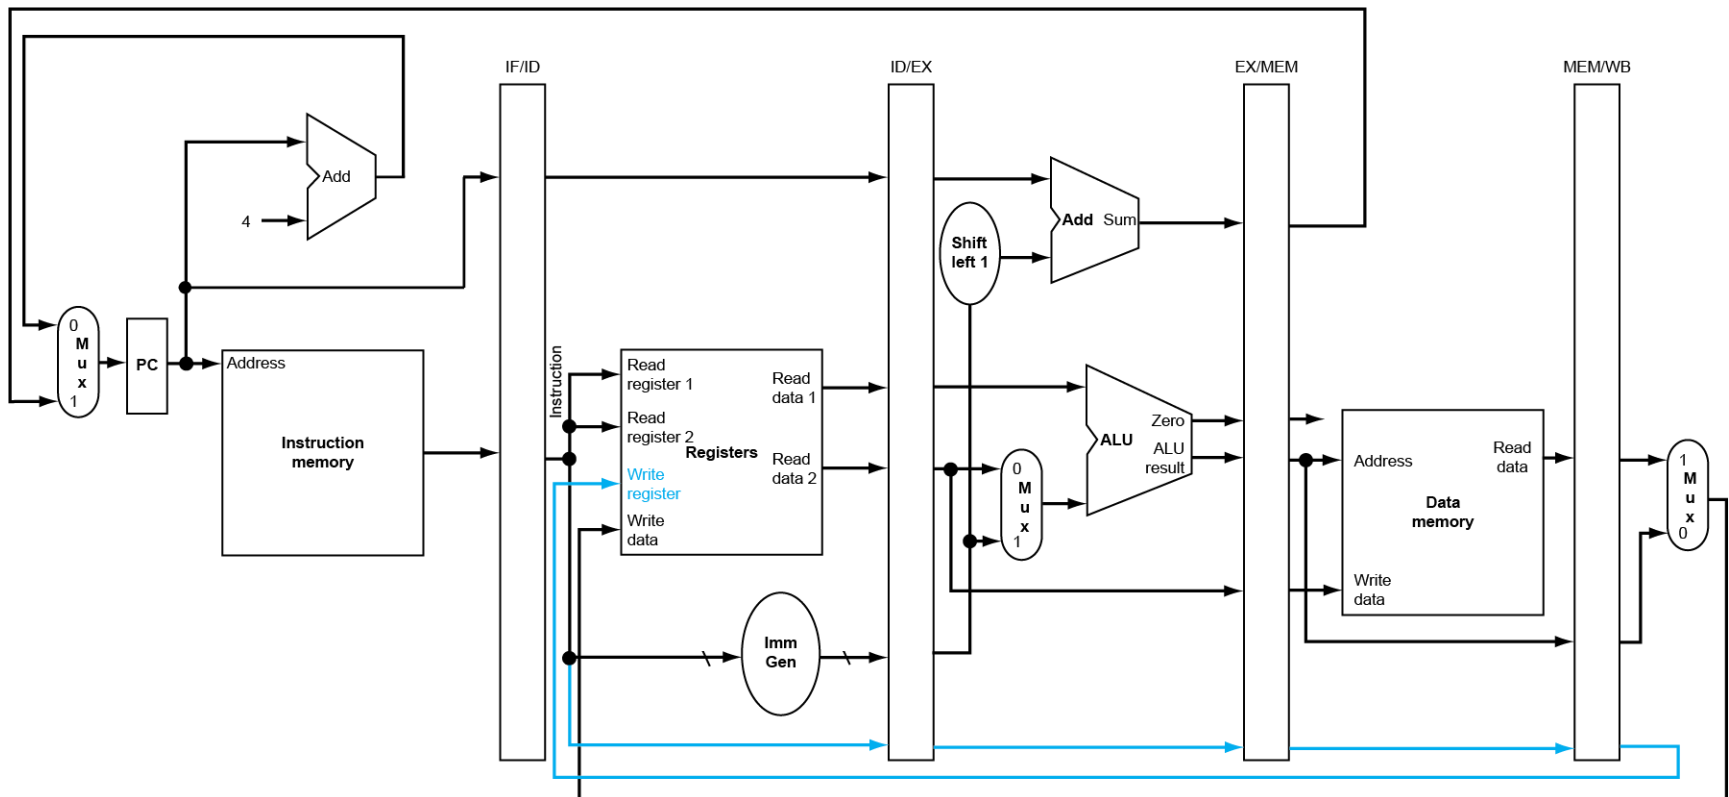 IF/ID
ID/EX
EX/MEM
MEM/WB
Add
4
Add Sum
Shift
left 1
0
M
u
x
1
PC
Address
Instruction
memory
Instruction
Read
register 1
Read
register 2
Write
register
Write
data
Registers
Read
data 1
Read
data 2
Imm
Gen
0
M
u
x
1
ALU
Zero
ALU
result
Address
Read
data
Data
memory
Write
data
1
M
u
x
0